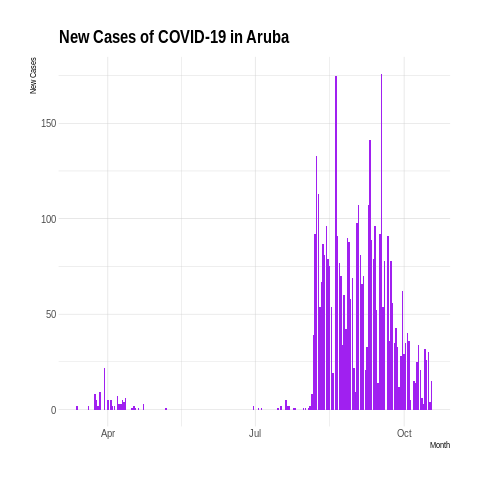 New Cases of COVID-19 in Aruba
New Cases
150
100
50
0
Apr
Jul
Oct
Month